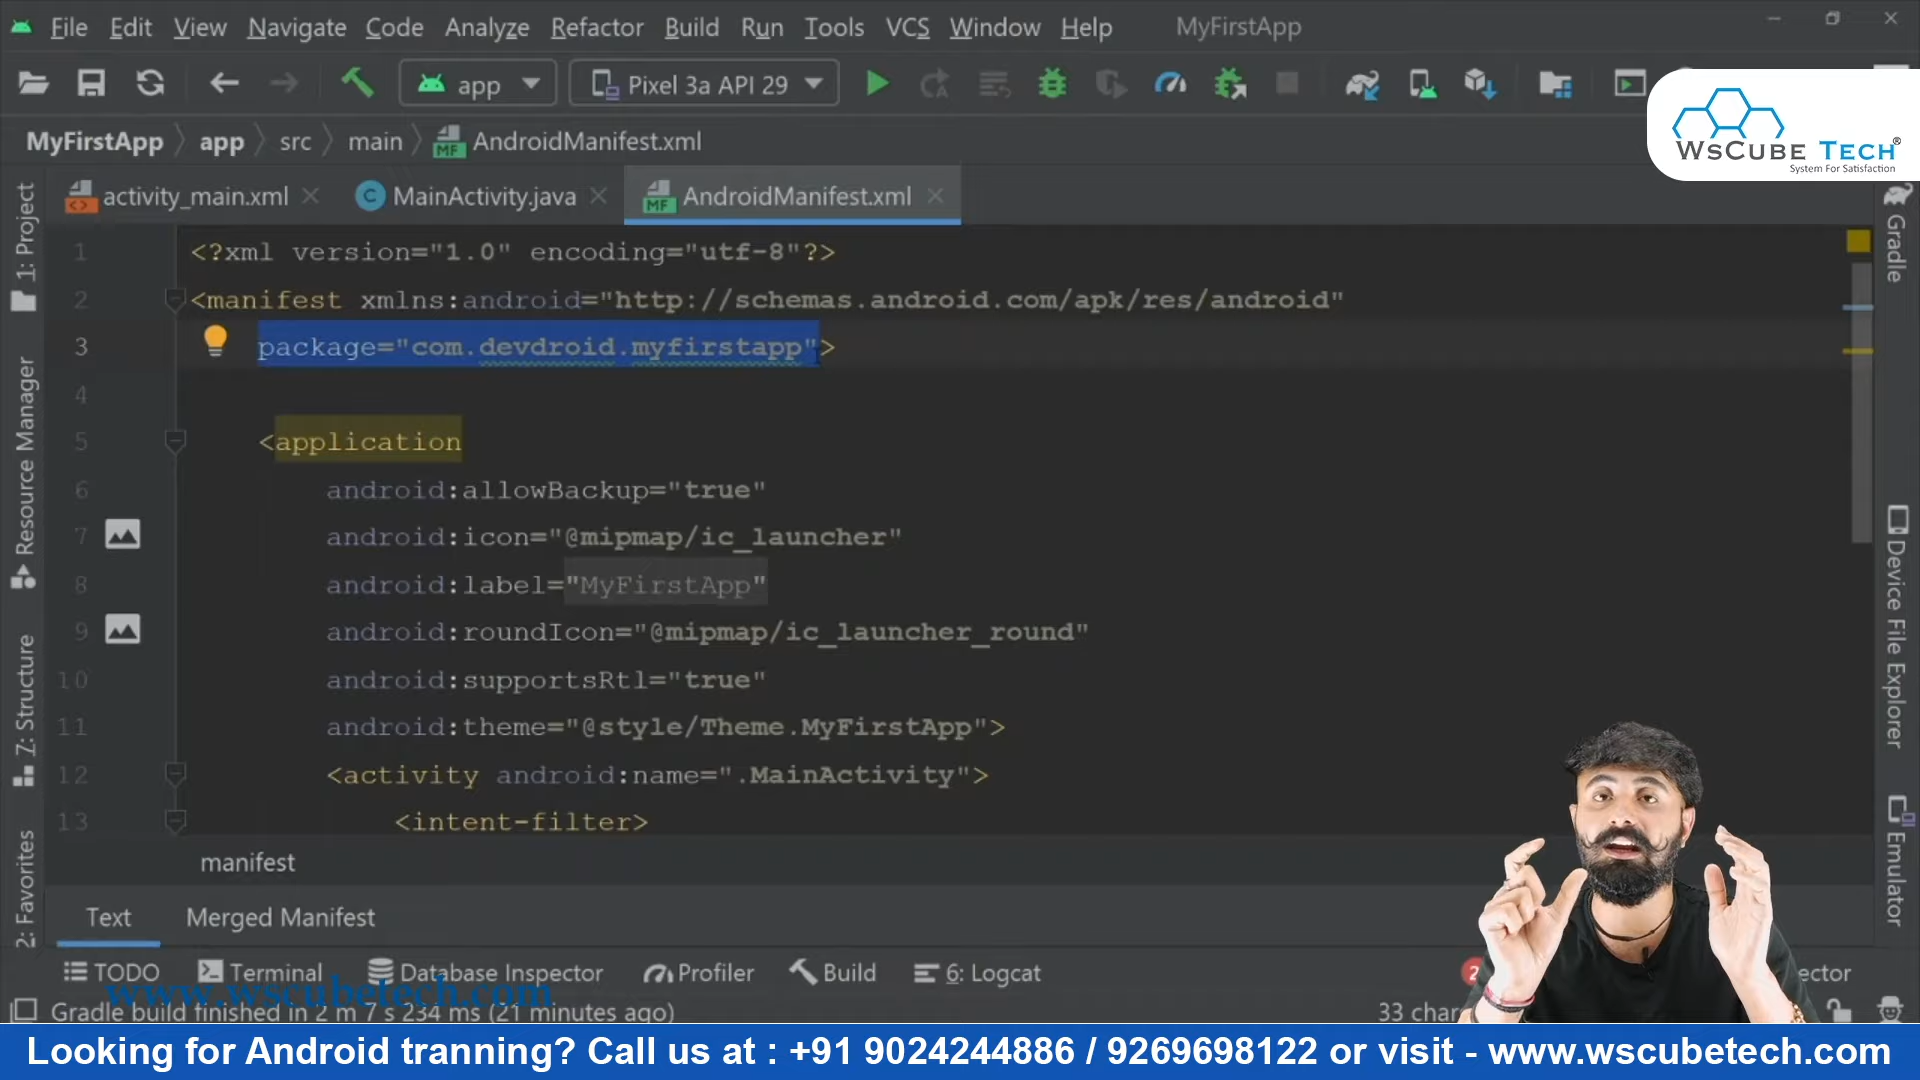 File Edit View Navigate Code Analyze Refactor Build Run Tools VCS Window Help MyFirstApp
app Pixel 3a API 29
WsCube Tech®
System For Satisfaction
MyFirstApp app src main AndroidManifest.xml
activity_main.xml MainActivity.java AndroidManifest.xml
1: Project
Resource Manager
Z: Structure
2: Favorites
Gradle
Device File Explorer
Emulator
1 <?xml version="1.0" encoding="utf-8"?>
2 <manifest xmlns:android="http://schemas.android.com/apk/res/android"
3 package="com.devdroid.myfirstapp">
4
5 <application
6 android:allowBackup="true"
7 android:icon="@mipmap/ic_launcher"
8 android:label="MyFirstApp"
9 android:roundIcon="@mipmap/ic_launcher_round"
10 android:supportsRtl="true"
11 android:theme="@style/Theme.MyFirstApp">
12 <activity android:name=".MainActivity">
13 <intent-filter>
manifest
Text Merged Manifest
TODO Terminal Database Inspector Profiler Build 6: Logcat 2 ector
www.wscubetech.com
Gradle build finished in 2 m 7 s 234 ms (21 minutes ago) 33 char
Looking for Android tranning? Call us at : +91 9024244886 / 9269698122 or visit - www.wscubetech.com